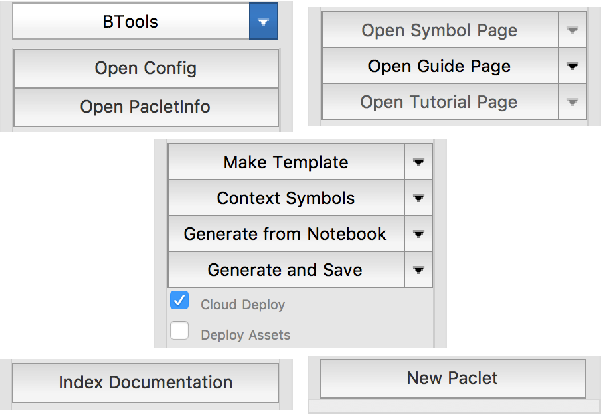 BTools
Open Config
Open PacletInfo
Open Symbol Page
Open Guide Page
Open Tutorial Page
Make Template
Context Symbols
Generate from Notebook
Generate and Save
Cloud Deploy
Deploy Assets
Index Documentation
New Paclet